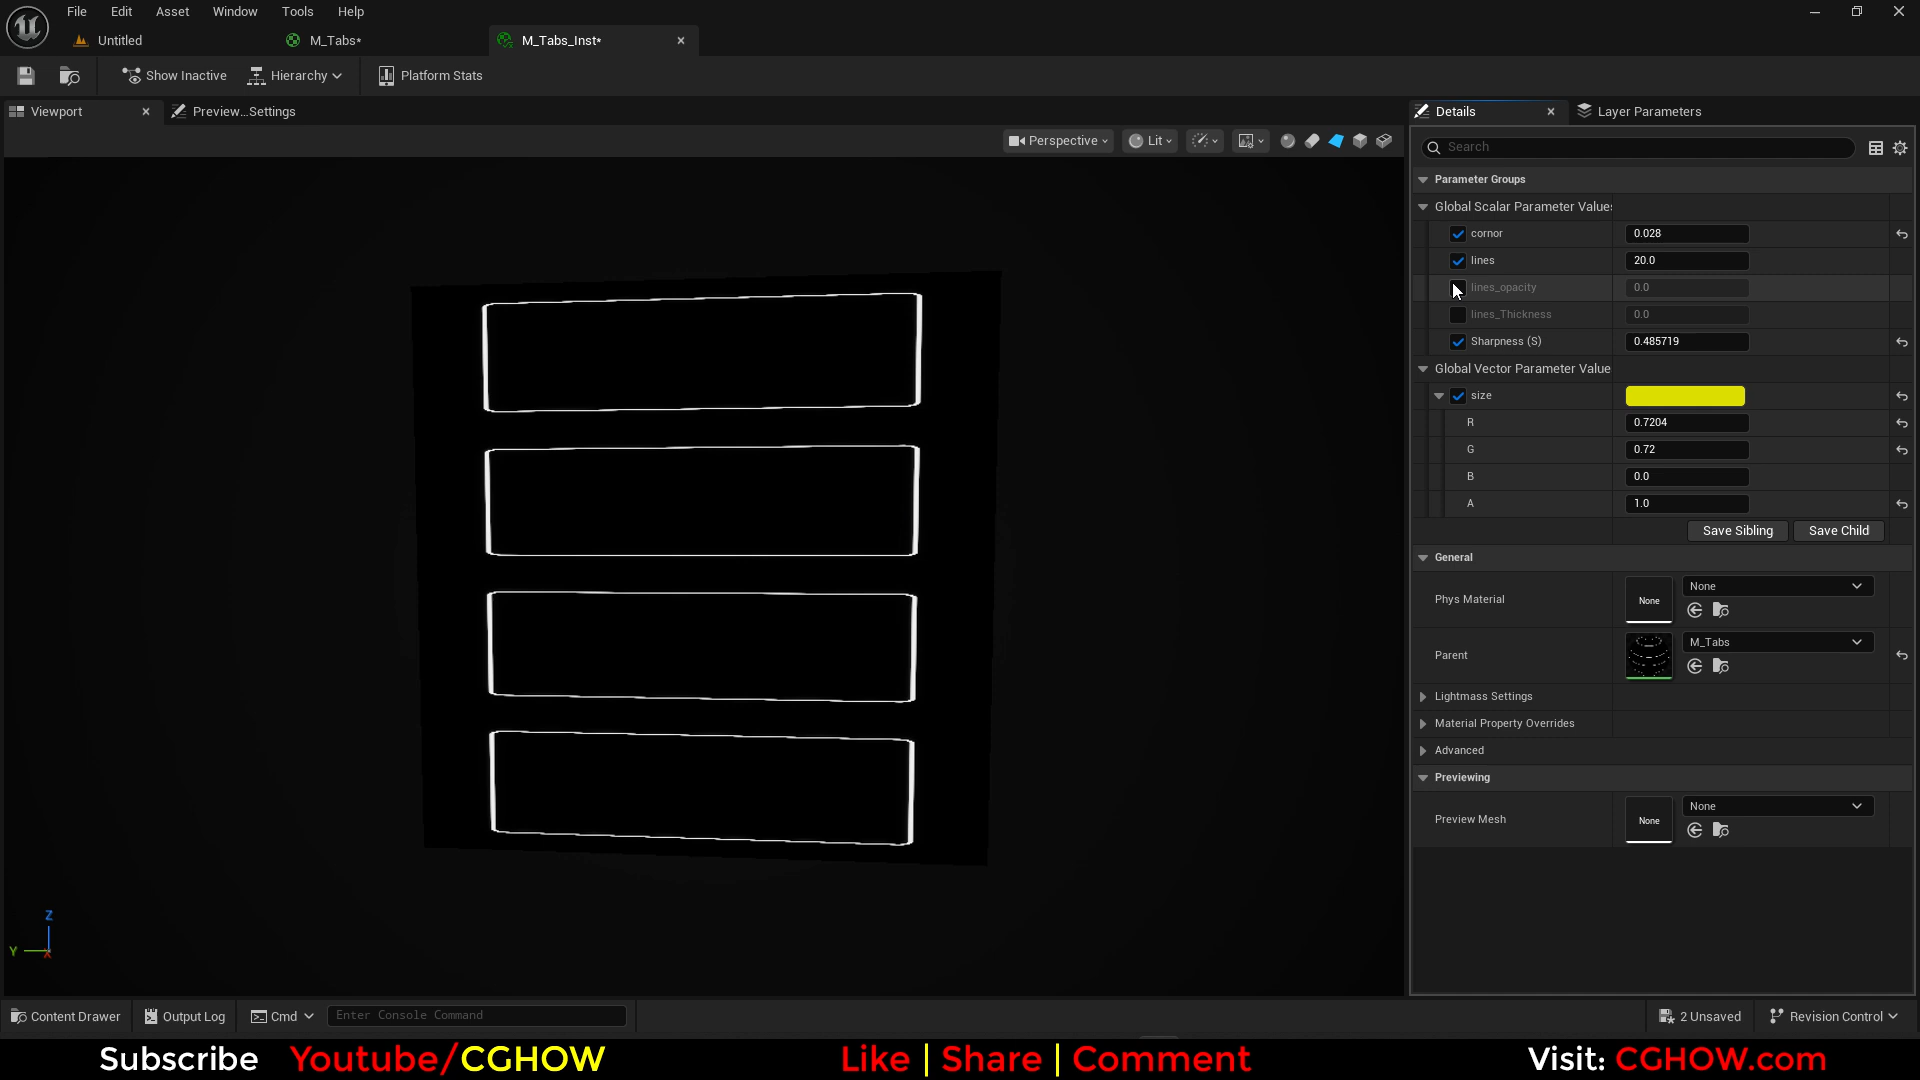 File Edit Asset Window Tools Help
Untitled M_Tabs* M_Tabs_Inst*
Show Inactive Hierarchy Platform Stats
Viewport Preview...Settings Details Layer Parameters
Perspective Lit
Search
Parameter Groups
Global Scalar Parameter Values
cornor 0.028
lines 20.0
lines_opacity 0.0
lines_Thickness 0.0
Sharpness (S) 0.485719
Global Vector Parameter Value
size
R 0.7204
G 0.72
B 0.0
A 1.0
Save Sibling Save Child
General
Phys Material None None
Parent M_Tabs
Lightmass Settings
Material Property Overrides
Advanced
Previewing
Preview Mesh None None
Z
Y X
Content Drawer Output Log Cmd Enter Console Command 2 Unsaved Revision Control
Subscribe Youtube/CGHOW Like | Share | Comment Visit: CGHOW.com